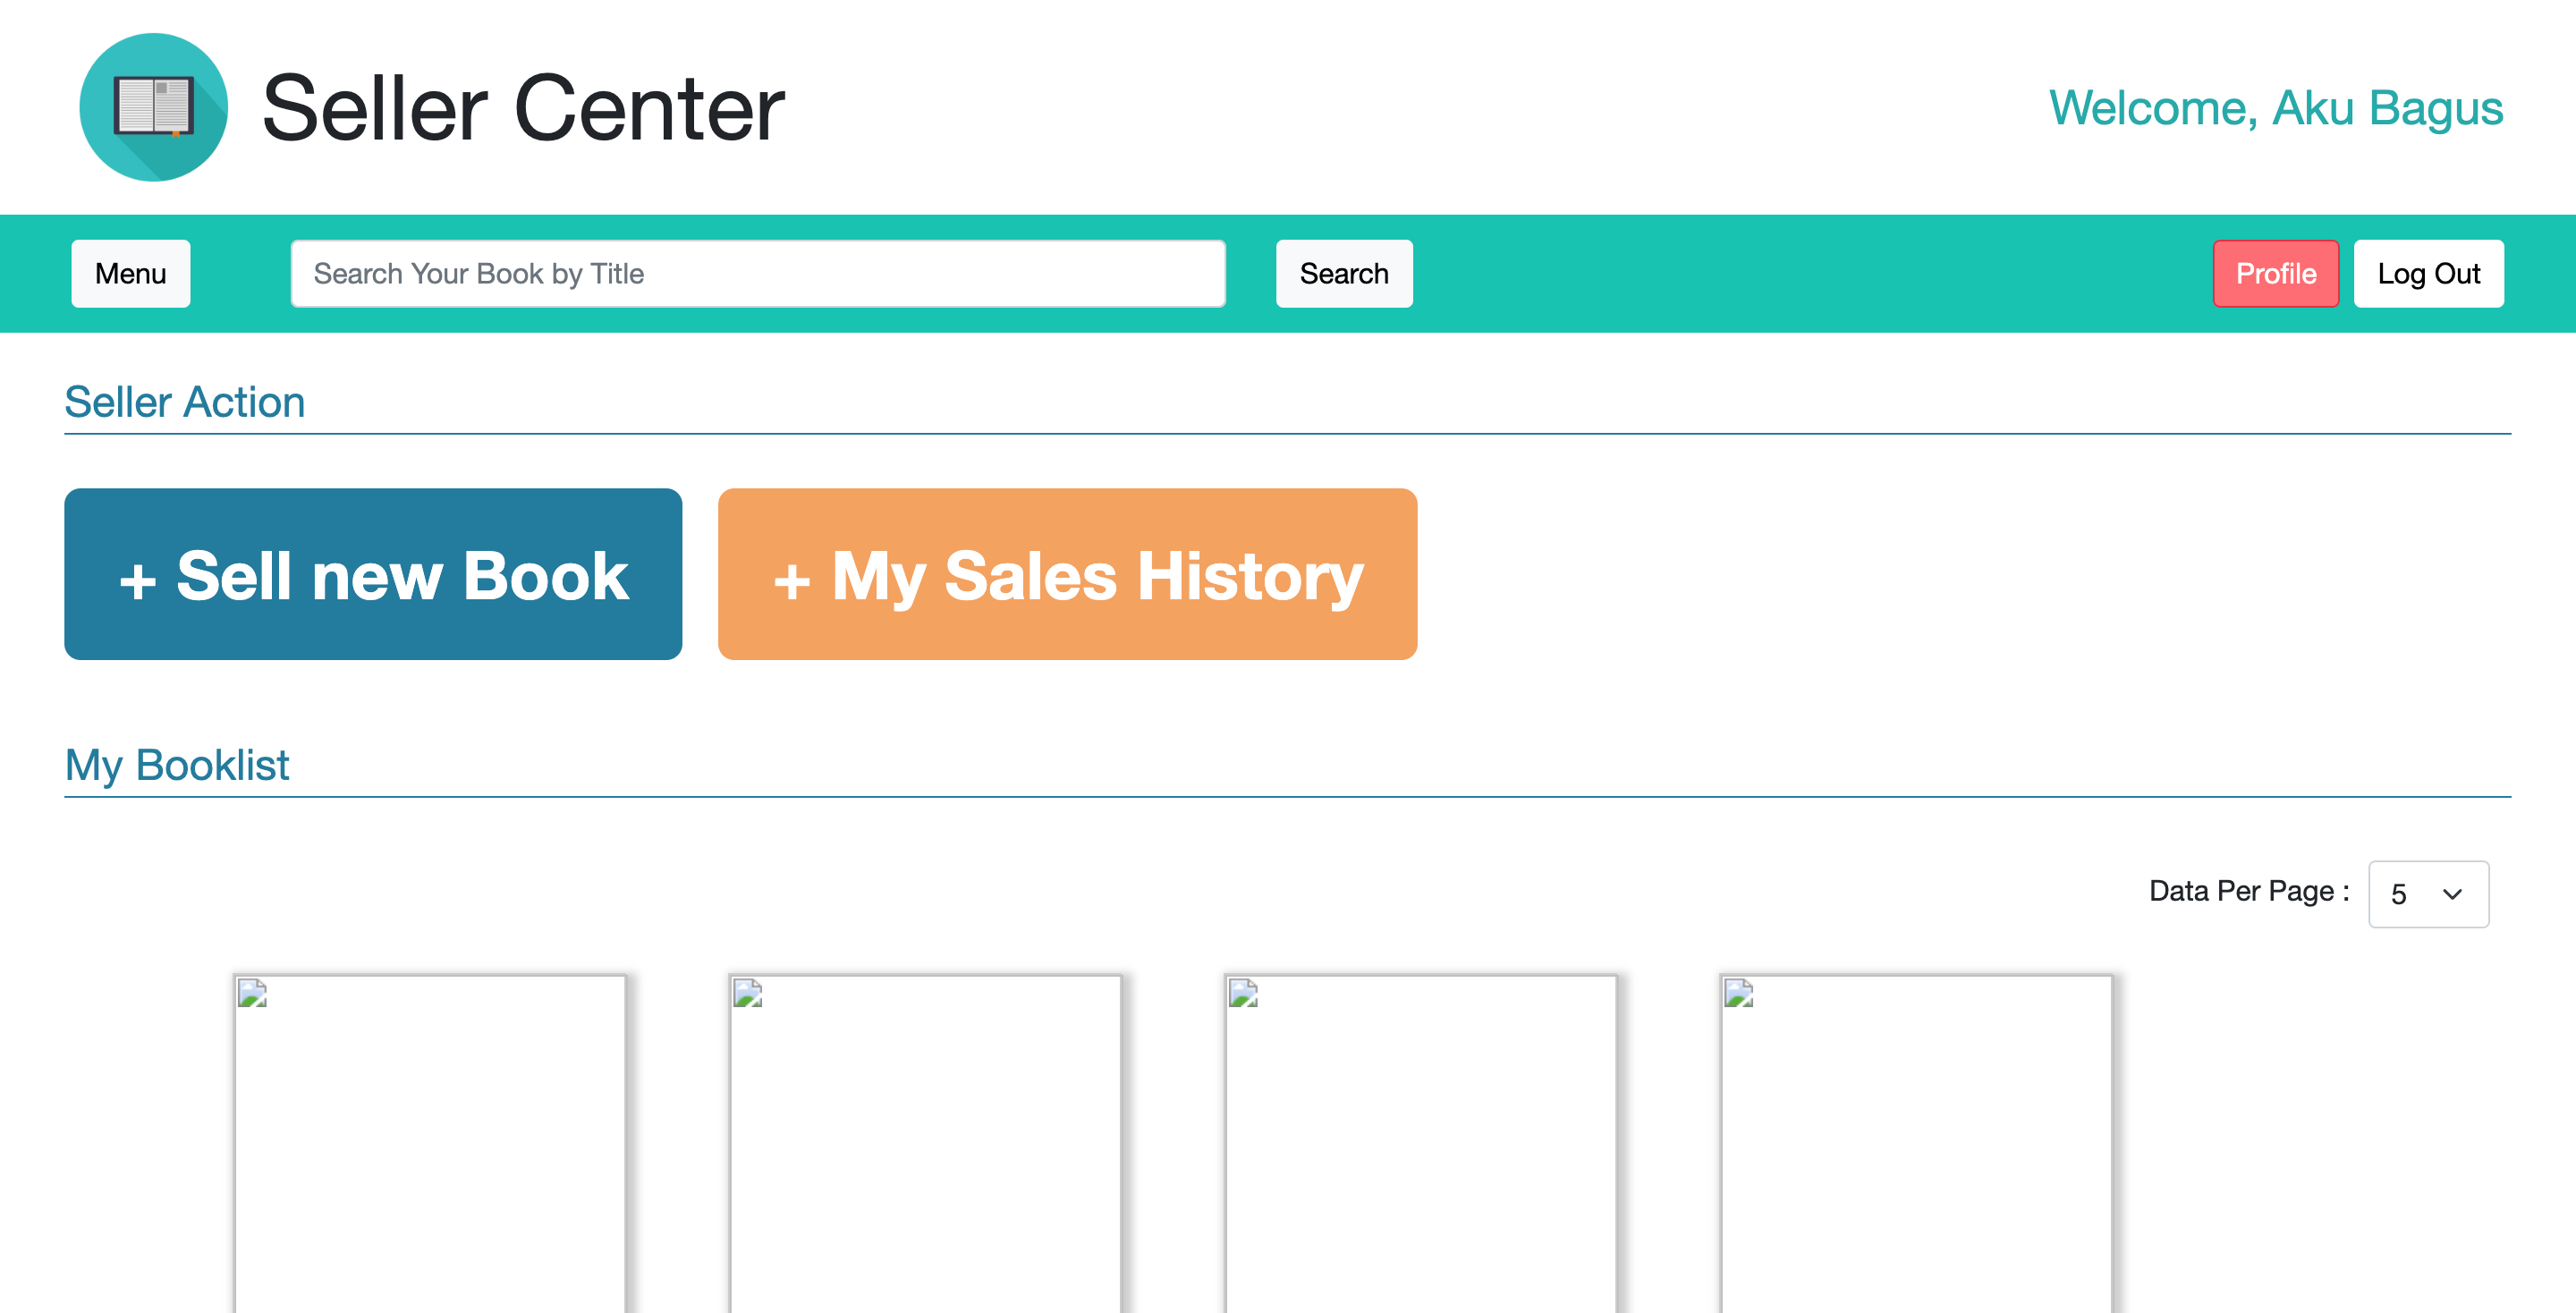 Seller Center
Welcome, Aku Bagus
Menu
Search Your Book by Title
Search
Profile
Log Out
Seller Action
+ Sell new Book
+ My Sales History
My Booklist
Data Per Page :
5